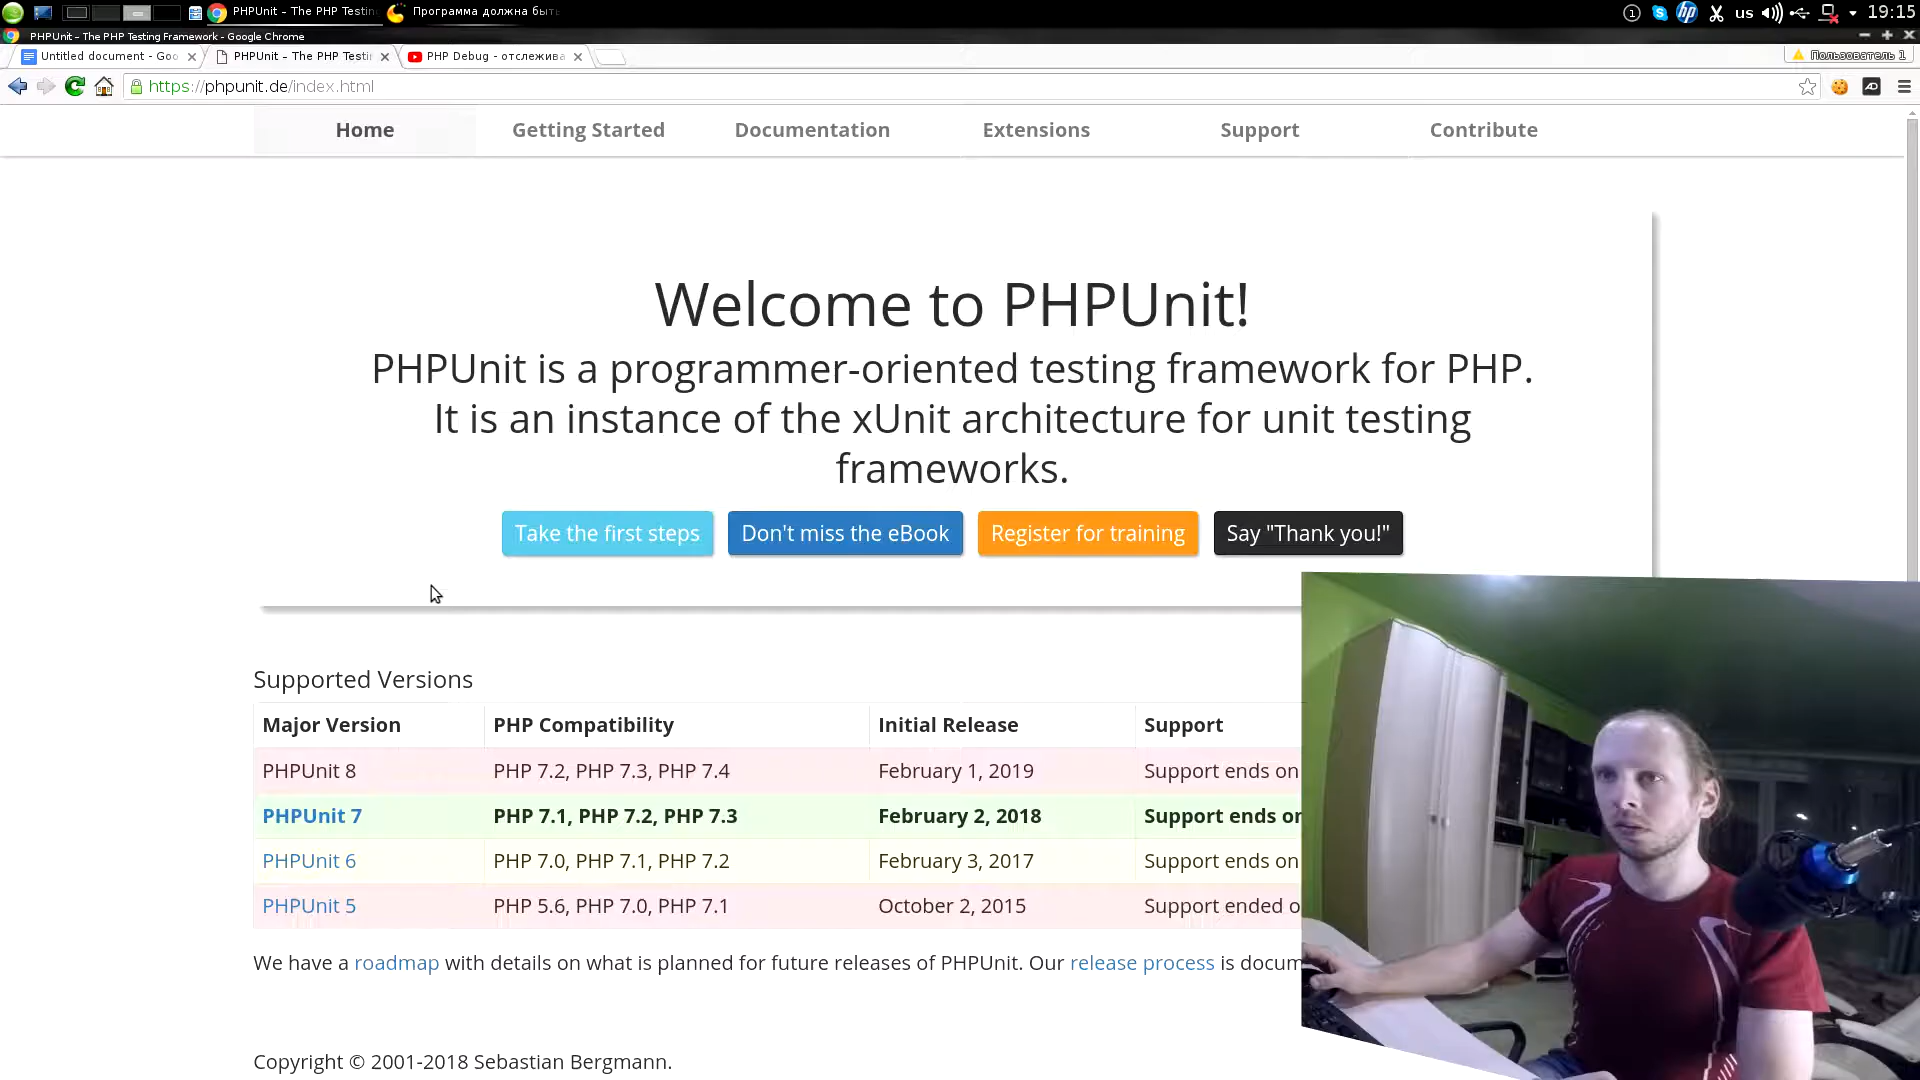 PHPUnit – The PHP Testin
Программа должна быть
us
19:15
PHPUnit – The PHP Testing Framework - Google Chrome
Untitled document - Goo
PHPUnit – The PHP Testin
PHP Debug - отслежива
Пользователь 1
https://phpunit.de/index.html
Home
Getting Started
Documentation
Extensions
Support
Contribute
Welcome to PHPUnit!
PHPUnit is a programmer-oriented testing framework for PHP.
It is an instance of the xUnit architecture for unit testing
frameworks.
Take the first steps
Don't miss the eBook
Register for training
Say "Thank you!"
Supported Versions
Major Version PHP Compatibility Initial Release Support
PHPUnit 8 PHP 7.2, PHP 7.3, PHP 7.4 February 1, 2019 Support ends on
PHPUnit 7 PHP 7.1, PHP 7.2, PHP 7.3 February 2, 2018 Support ends on
PHPUnit 6 PHP 7.0, PHP 7.1, PHP 7.2 February 3, 2017 Support ends on
PHPUnit 5 PHP 5.6, PHP 7.0, PHP 7.1 October 2, 2015 Support ended o
We have a roadmap with details on what is planned for future releases of PHPUnit. Our release process is docum
Copyright © 2001-2018 Sebastian Bergmann.